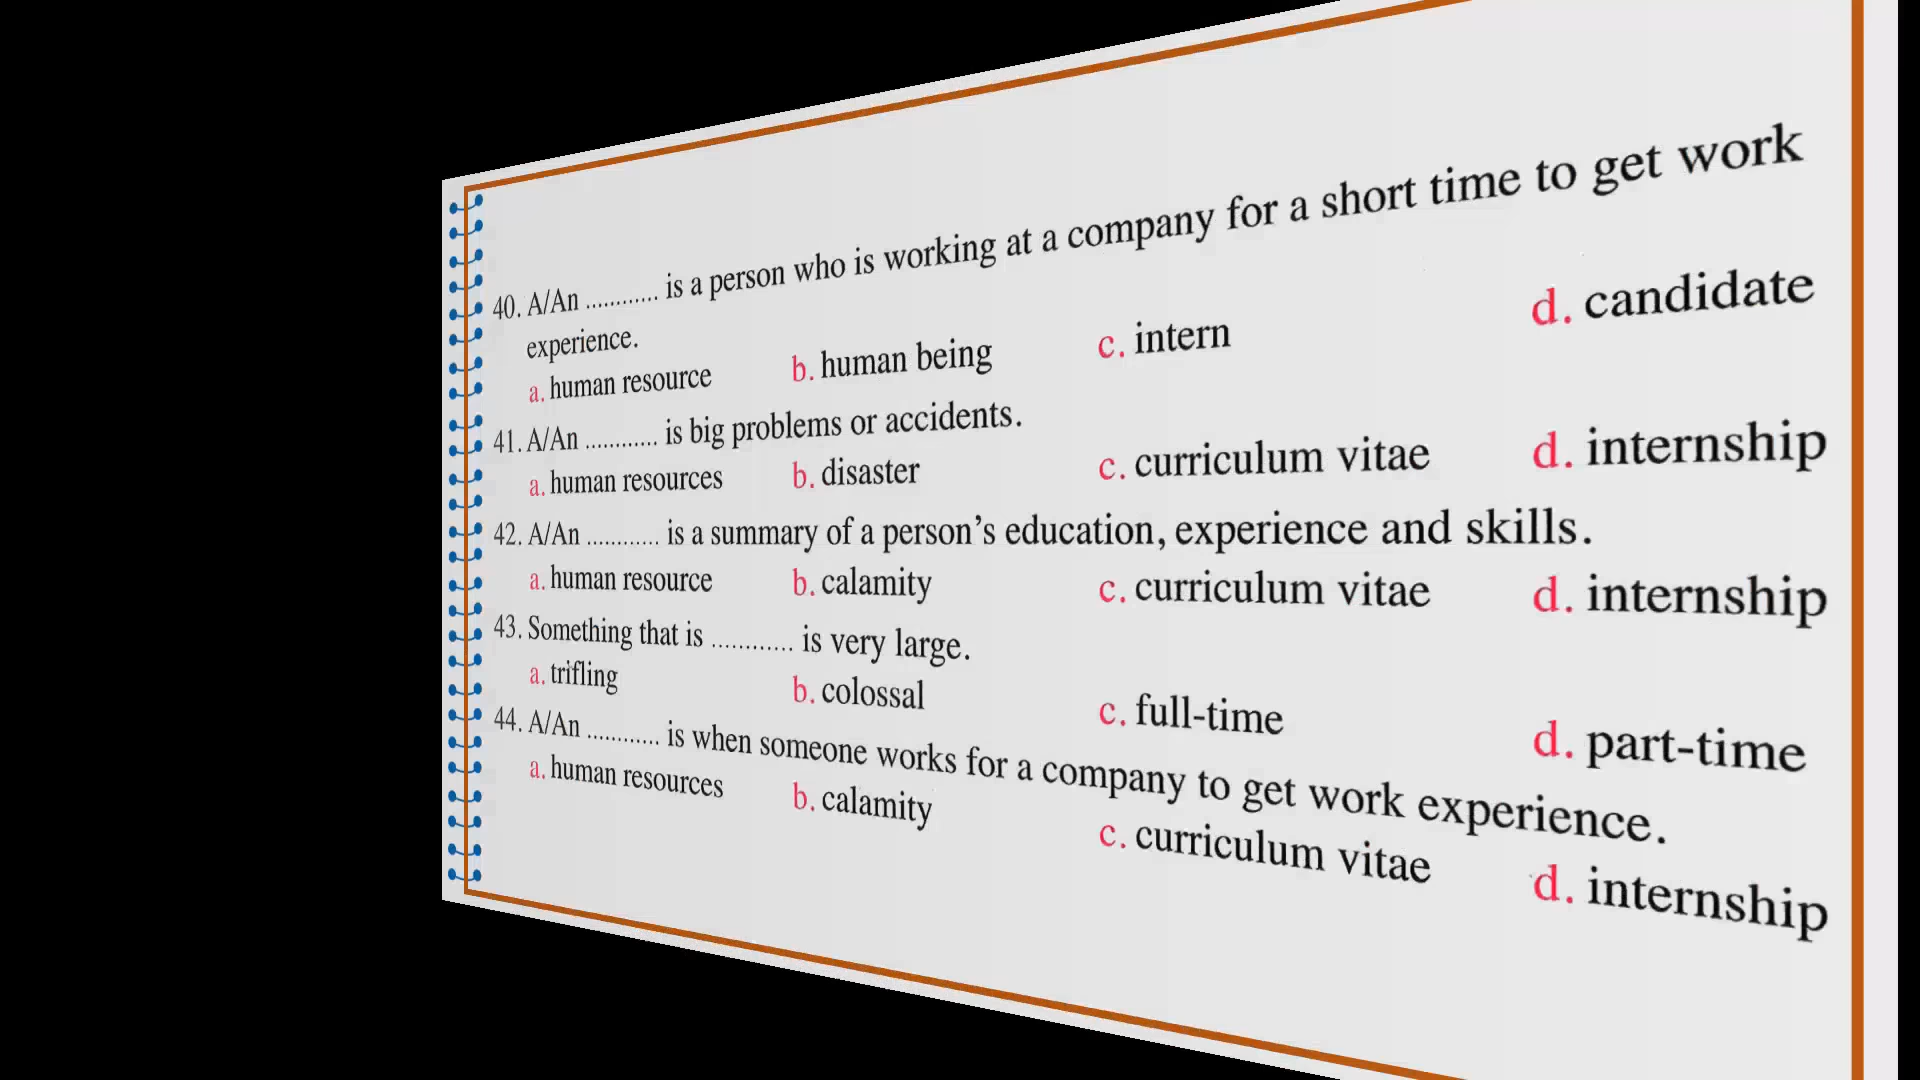 40. A/An ............ is a person who is working at a company for a short time to get work
experience.
a. human resource b. human being c. intern d. candidate
41. A/An ............ is big problems or accidents.
a. human resources b. disaster c. curriculum vitae d. internship
42. A/An ............ is a summary of a person’s education, experience and skills.
a. human resource b. calamity c. curriculum vitae d. internship
43. Something that is ............ is very large.
a. trifling b. colossal c. full-time d. part-time
44. A/An ............ is when someone works for a company to get work experience.
a. human resources b. calamity c. curriculum vitae d. internship